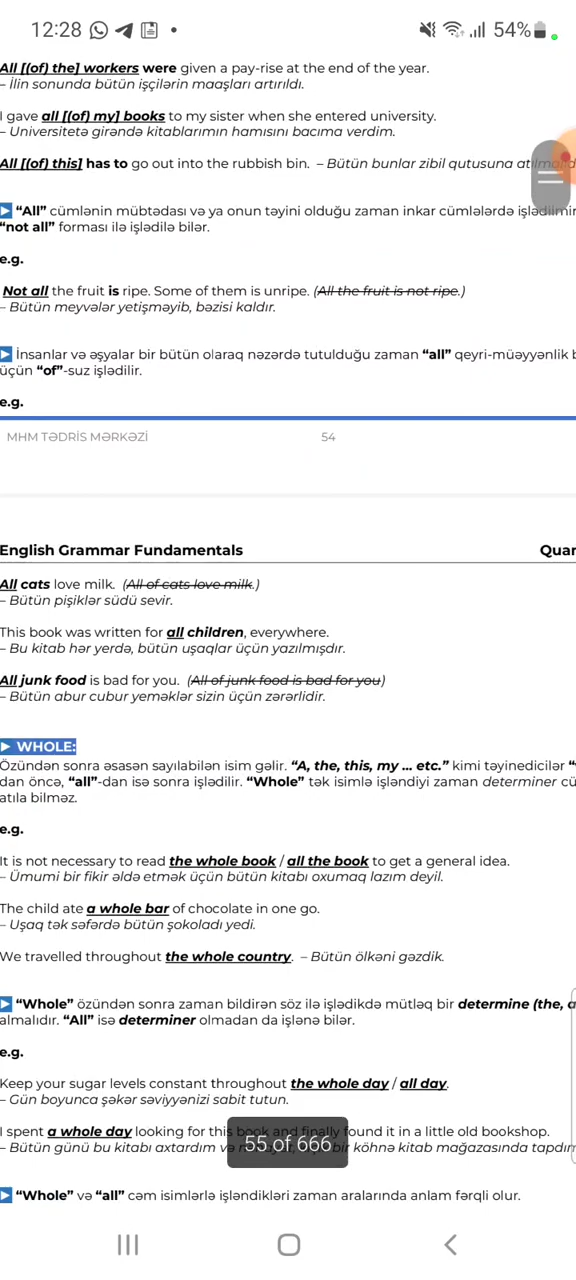 12:28 54%
All [(of) the] workers were given a pay-rise at the end of the year.
– İlin sonunda bütün işçilərin maaşları artırıldı.
I gave all [(of) my] books to my sister when she entered university.
– Universitetə girəndə kitablarımın hamısını bacıma verdim.
All [(of) this] has to go out into the rubbish bin. – Bütün bunlar zibil qutusuna atılmalıd
▶ “All” cümlənin mübtədası və ya onun təyini olduğu zaman inkar cümlələrdə
“not all” forması ilə işlədilə bilər.
e.g.
Not all the fruit is ripe. Some of them is unripe. (All the fruit is not ripe.)
– Bütün meyvələr yetişməyib, bəzisi kaldır.
▶ İnsanlar və əşyalar bir bütün olaraq nəzərdə tutulduğu zaman “all” qeyri-müəyyənlik b
üçün “of”-suz işlədilir.
e.g.
MHM TƏDRİS MƏRKƏZİ 54
English Grammar Fundamentals Quan
All cats love milk. (All of cats love milk.)
– Bütün pişiklər südü sevir.
This book was written for all children, everywhere.
– Bu kitab hər yerdə, bütün uşaqlar üçün yazılmışdır.
All junk food is bad for you. (All of junk food is bad for you)
– Bütün abur cubur yeməklər sizin üçün zərərlidir.
▶ WHOLE:
Özündən sonra əsasən sayılabilən isim gəlir. “A, the, this, my ... etc.” kimi təyinedicilər “
dan öncə, “all”-dan isə sonra işlədilir. “Whole” tək isimlə işləndiyi zaman determiner cü
atıla bilməz.
e.g.
It is not necessary to read the whole book / all the book to get a general idea.
– Ümumi bir fikir əldə etmək üçün bütün kitabı oxumaq lazım deyil.
The child ate a whole bar of chocolate in one go.
– Uşaq tək səfərdə bütün şokoladı yedi.
We travelled throughout the whole country. – Bütün ölkəni gəzdik.
▶ “Whole” özündən sonra zaman bildirən söz ilə işlədikdə mütləq bir determine (the, a
almalıdır. “All” isə determiner olmadan da işlənə bilər.
e.g.
Keep your sugar levels constant throughout the whole day / all day.
– Gün boyunca şəkər səviyyənizi sabit tutun.
I spent a whole day looking for this book and finally found it in a little old bookshop.
– Bütün günü bu kitabı axtardım və bir köhnə kitab mağazasında tapdım
55 of 666
▶ “Whole” və “all” cəm isimlərlə işləndikləri zaman aralarında anlam fərqli olur.